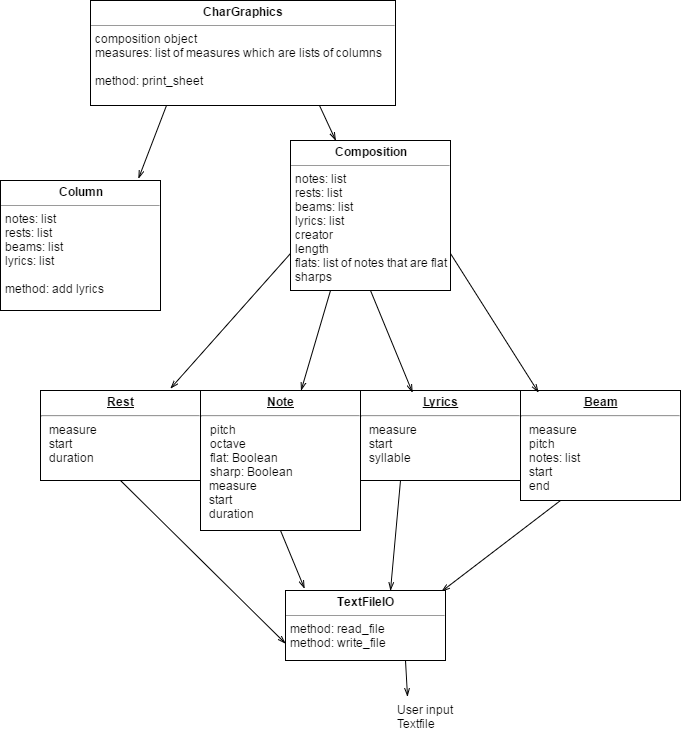 CharGraphics
composition object
measures: list of measures which are lists of columns
method: print_sheet
Composition
notes: list
rests: list
beams: list
lyrics: list
creator
length
flats: list of notes that are flat
sharps
Column
notes: list
rests: list
beams: list
lyrics: list
method: add lyrics
Rest
measure
start
duration
Note
pitch
octave
flat: Boolean
sharp: Boolean
measure
start
duration
Lyrics
measure
start
syllable
Beam
measure
pitch
notes: list
start
end
TextFileIO
method: read_file
method: write_file
User input
Textfile